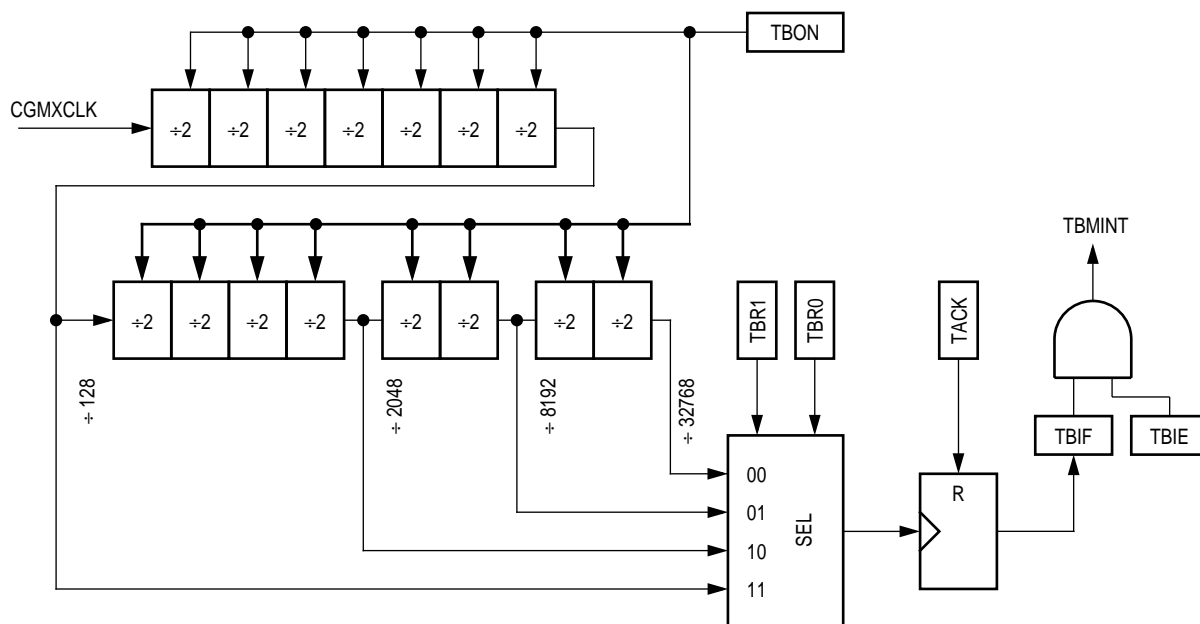 TBON
CGMXCLK
÷2 ÷2 ÷2 ÷2 ÷2 ÷2 ÷2
TBMINT
÷2 ÷2 ÷2 ÷2 ÷2 ÷2 ÷2 ÷2
TBR1 TBR0 TACK
÷ 128 ÷ 2048 ÷ 8192 ÷ 32768
TBIF TBIE
00
R
01
SEL
10
11